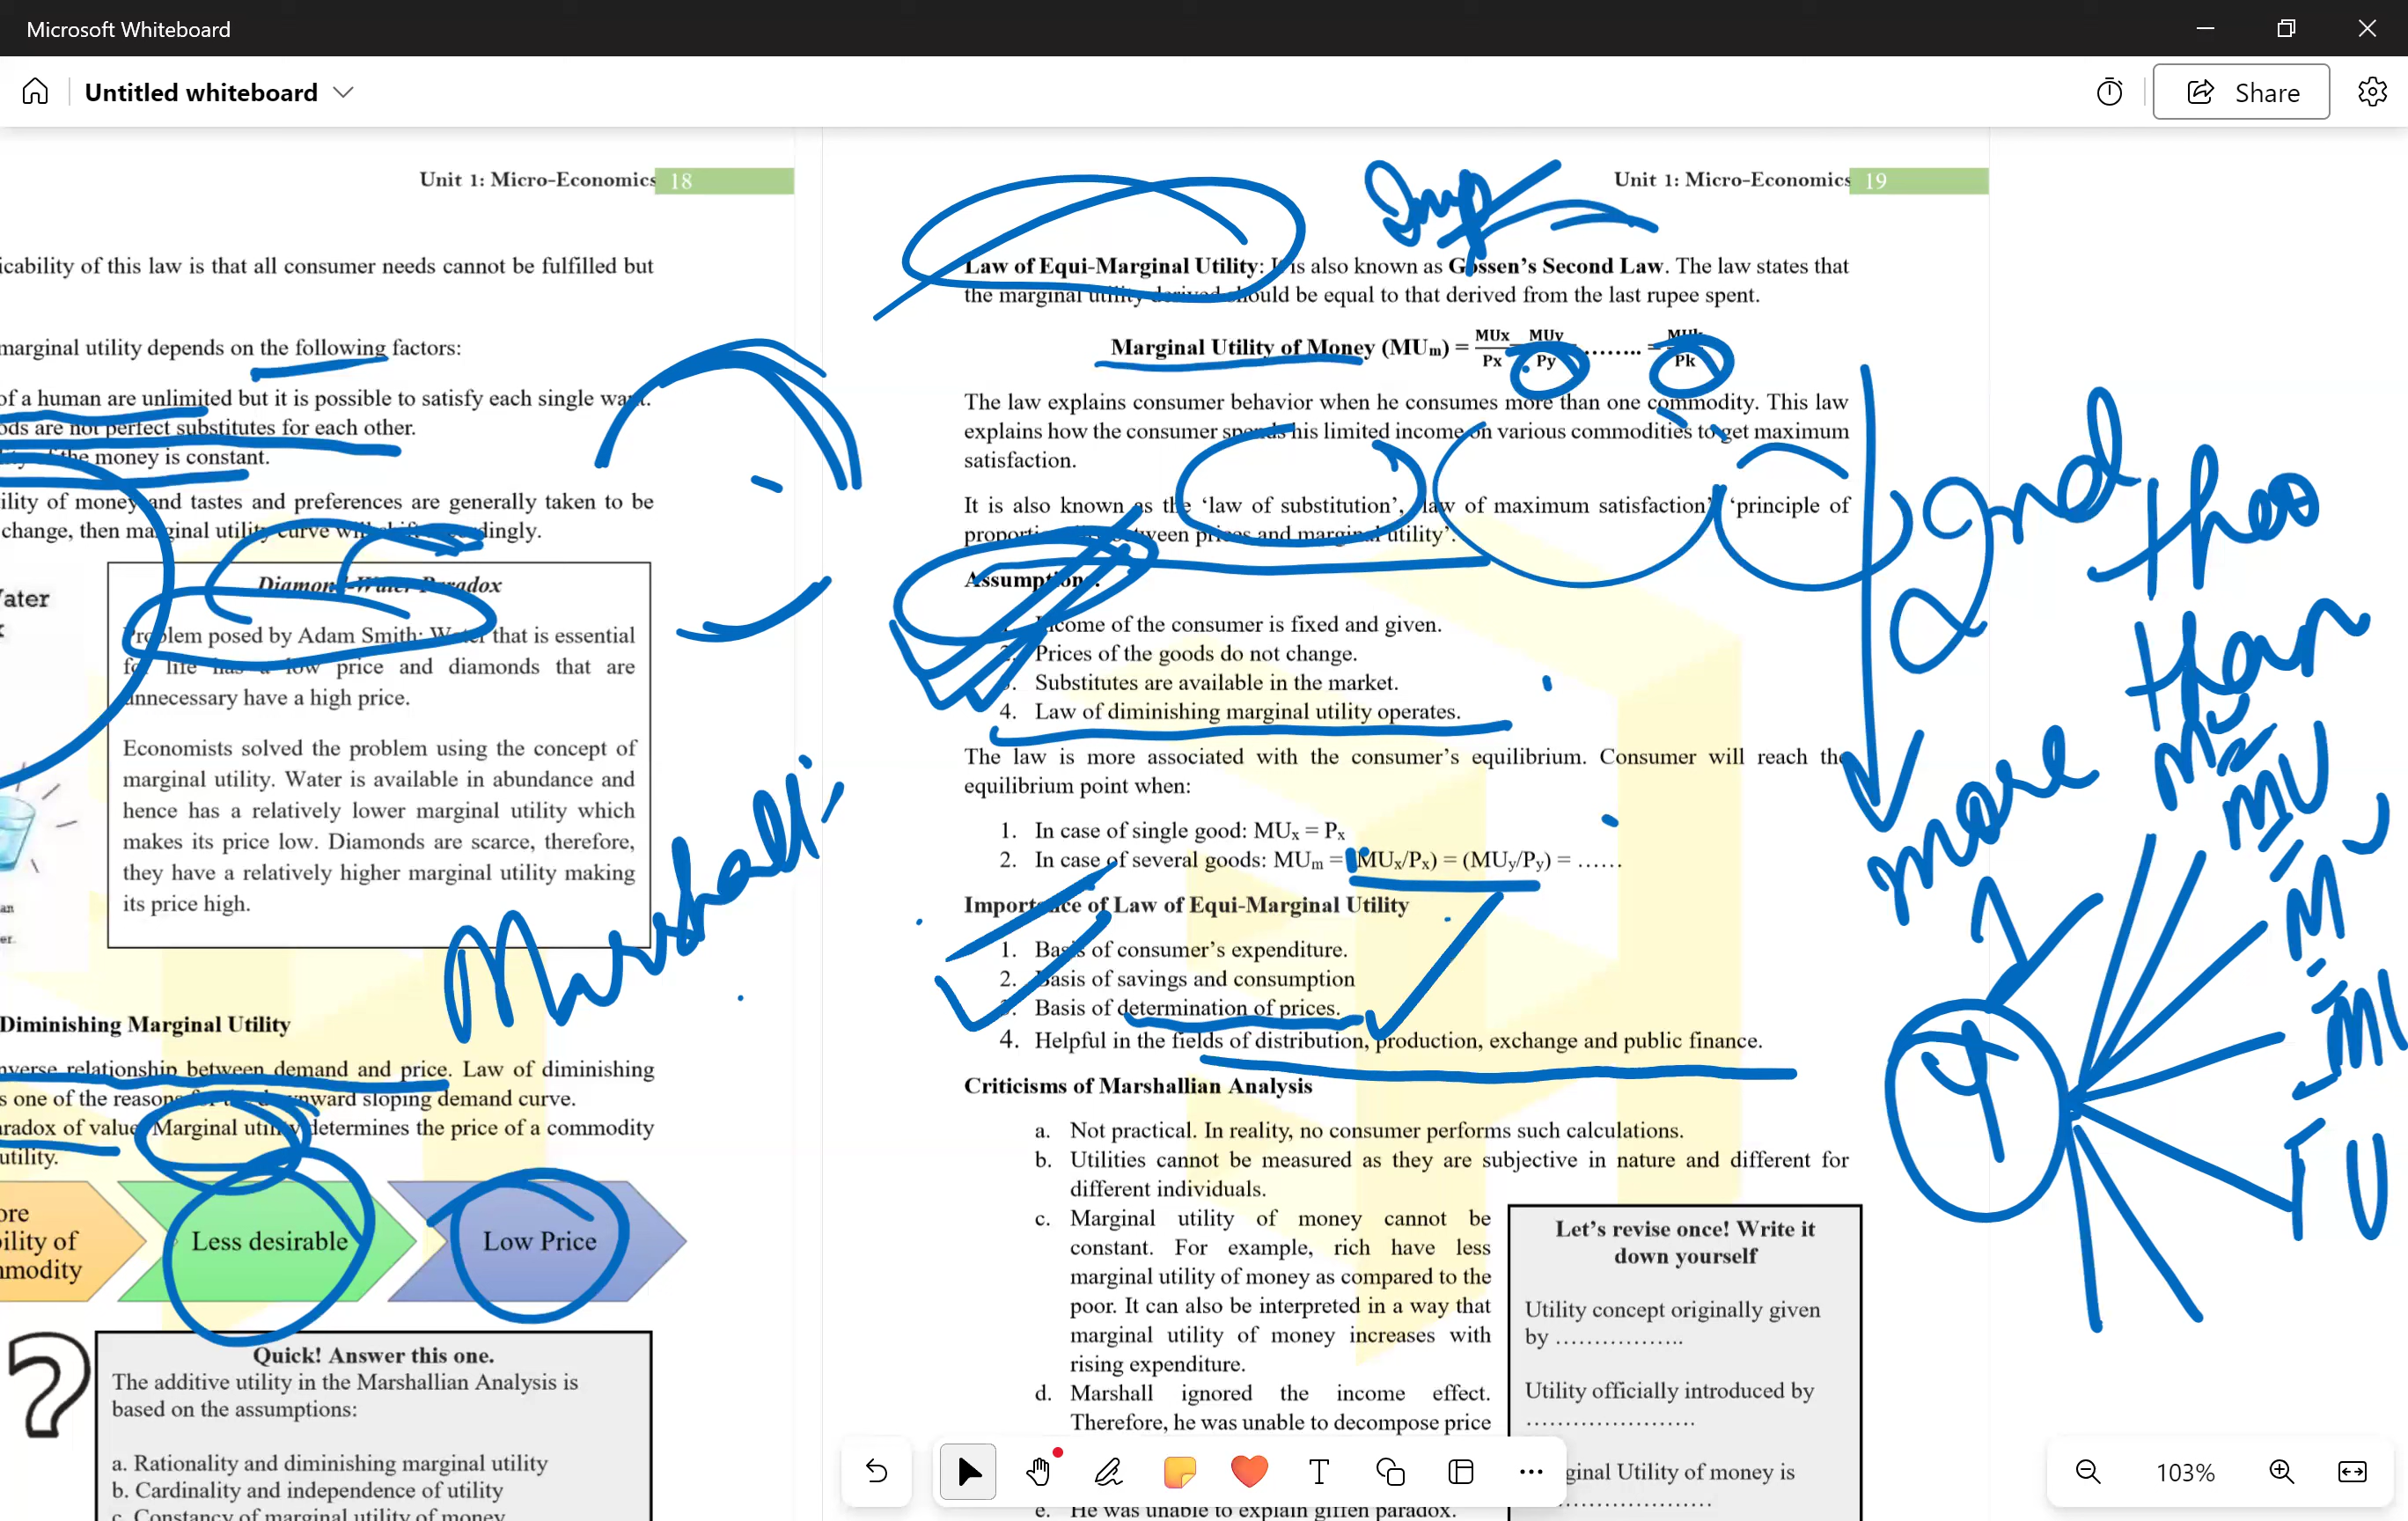 Microsoft Whiteboard
Untitled whiteboard
Share
Unit 1: Micro-Economics 18
icability of this law is that all consumer needs cannot be fulfilled but
marginal utility depends on the following factors:
of a human are unlimited but it is possible to satisfy each single want.
ods are not perfect substitutes for each other.
the money is constant.
ility of money and tastes and preferences are generally taken to be
change, then marginal utility curve will shift accordingly.
ater
Diamond-Water Paradox
Problem posed by Adam Smith: Water that is essential
for life has a low price and diamonds that are
unnecessary have a high price.
Economists solved the problem using the concept of
marginal utility. Water is available in abundance and
hence has a relatively lower marginal utility which
makes its price low. Diamonds are scarce, therefore,
they have a relatively higher marginal utility making
its price high.
an
er.
Marshall
Diminishing Marginal Utility
nverse relationship between demand and price. Law of diminishing
s one of the reasons for the downward sloping demand curve.
aradox of value Marginal utility determines the price of a commodity
utility.
ore
bility of
mmodity
Less desirable
Low Price
?
Quick! Answer this one.
The additive utility in the Marshallian Analysis is
based on the assumptions:
a. Rationality and diminishing marginal utility
b. Cardinality and independence of utility
c. Constancy of marginal utility of money
Unit 1: Micro-Economics 19
Imp
Law of Equi-Marginal Utility: It is also known as Gossen's Second Law. The law states that
the marginal utility derived should be equal to that derived from the last rupee spent.
Marginal Utility of Money (MUm) = MUx/Px = MUy/Py ........ = MUk/Pk
The law explains consumer behavior when he consumes more than one commodity. This law
explains how the consumer spends his limited income on various commodities to get maximum
satisfaction.
It is also known as the ‘law of substitution’, ‘law of maximum satisfaction’, ‘principle of
proportionality between prices and marginal utility’.
Assumptions:
1. Income of the consumer is fixed and given.
2. Prices of the goods do not change.
3. Substitutes are available in the market.
4. Law of diminishing marginal utility operates.
The law is more associated with the consumer’s equilibrium. Consumer will reach the
equilibrium point when:
1. In case of single good: MUx = Px
2. In case of several goods: MUm = (MUx/Px) = (MUy/Py) = ……
Importance of Law of Equi-Marginal Utility
1. Basis of consumer’s expenditure.
2. Basis of savings and consumption
3. Basis of determination of prices.
4. Helpful in the fields of distribution, production, exchange and public finance.
Criticisms of Marshallian Analysis
a. Not practical. In reality, no consumer performs such calculations.
b. Utilities cannot be measured as they are subjective in nature and different for
different individuals.
c. Marginal utility of money cannot be
constant. For example, rich have less
marginal utility of money as compared to the
poor. It can also be interpreted in a way that
marginal utility of money increases with
rising expenditure.
d. Marshall ignored the income effect.
Therefore, he was unable to decompose price
e. He was unable to explain giffen paradox.
Let’s revise once! Write it
down yourself
Utility concept originally given
by ……………..
Utility officially introduced by
………………….
ginal Utility of money is
…………………
2nd
theo
more than
MU
M
MU
TU
T
103%